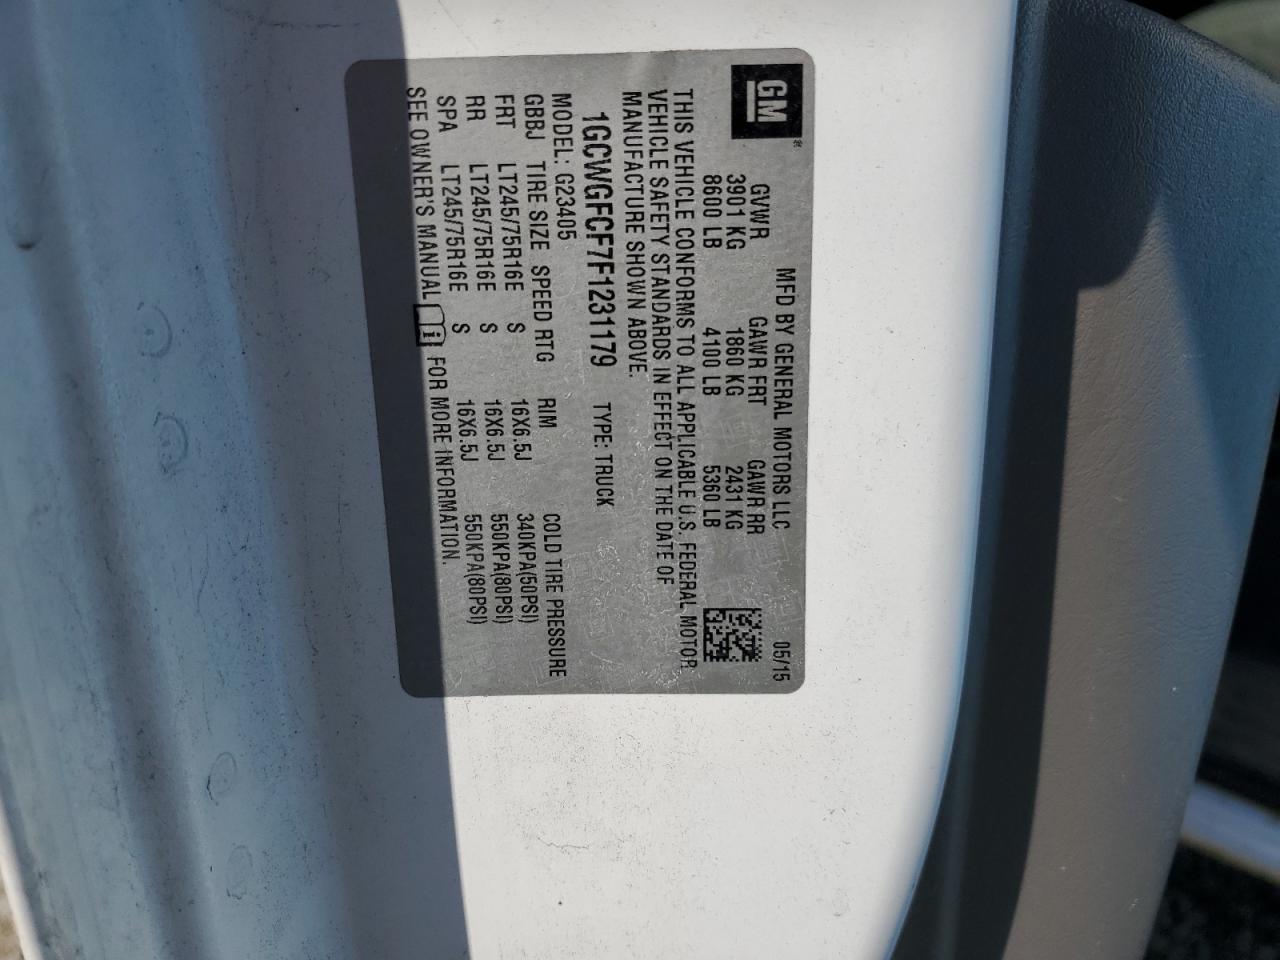 GM
MFD BY GENERAL MOTORS LLC 05/15
GVWR GAWR FRT GAWR RR
3901 KG 1860 KG 2431 KG
8600 LB 4100 LB 5360 LB
THIS VEHICLE CONFORMS TO ALL APPLICABLE U.S. FEDERAL MOTOR
VEHICLE SAFETY STANDARDS IN EFFECT ON THE DATE OF
MANUFACTURE SHOWN ABOVE.
1GCWGFCF7F1231179 TYPE: TRUCK
MODEL: G23405
GBBJ TIRE SIZE SPEED RTG RIM COLD TIRE PRESSURE
FRT LT245/75R16E S 16X6.5J 340KPA(50PSI)
RR LT245/75R16E S 16X6.5J 550KPA(80PSI)
SPA LT245/75R16E S 16X6.5J 550KPA(80PSI)
SEE OWNER'S MANUAL i FOR MORE INFORMATION.